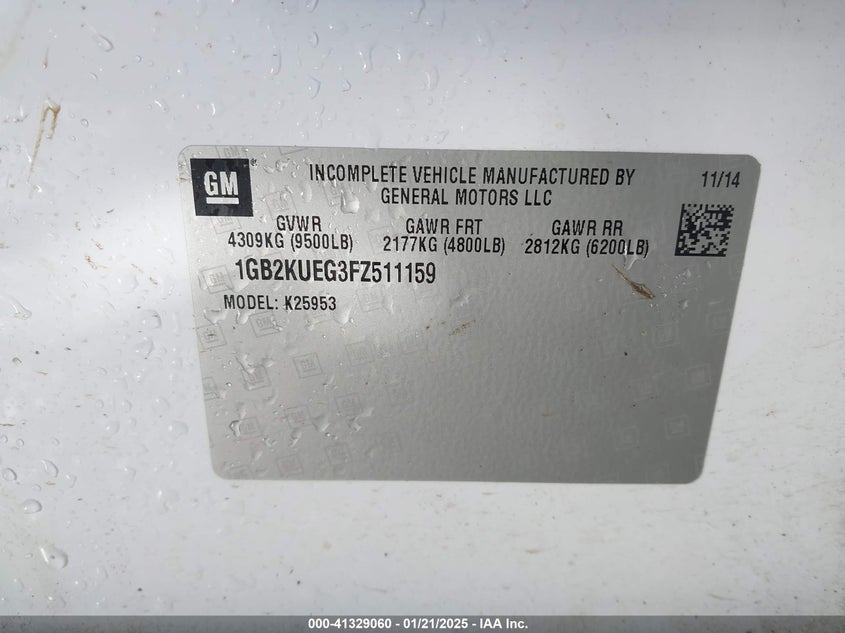 GM ® INCOMPLETE VEHICLE MANUFACTURED BY 11/14
GENERAL MOTORS LLC
GVWR GAWR FRT GAWR RR
4309KG (9500LB) 2177KG (4800LB) 2812KG (6200LB)
1GB2KUEG3FZ511159
MODEL: K25953
000-41329060 - 01/21/2025 - IAA Inc.